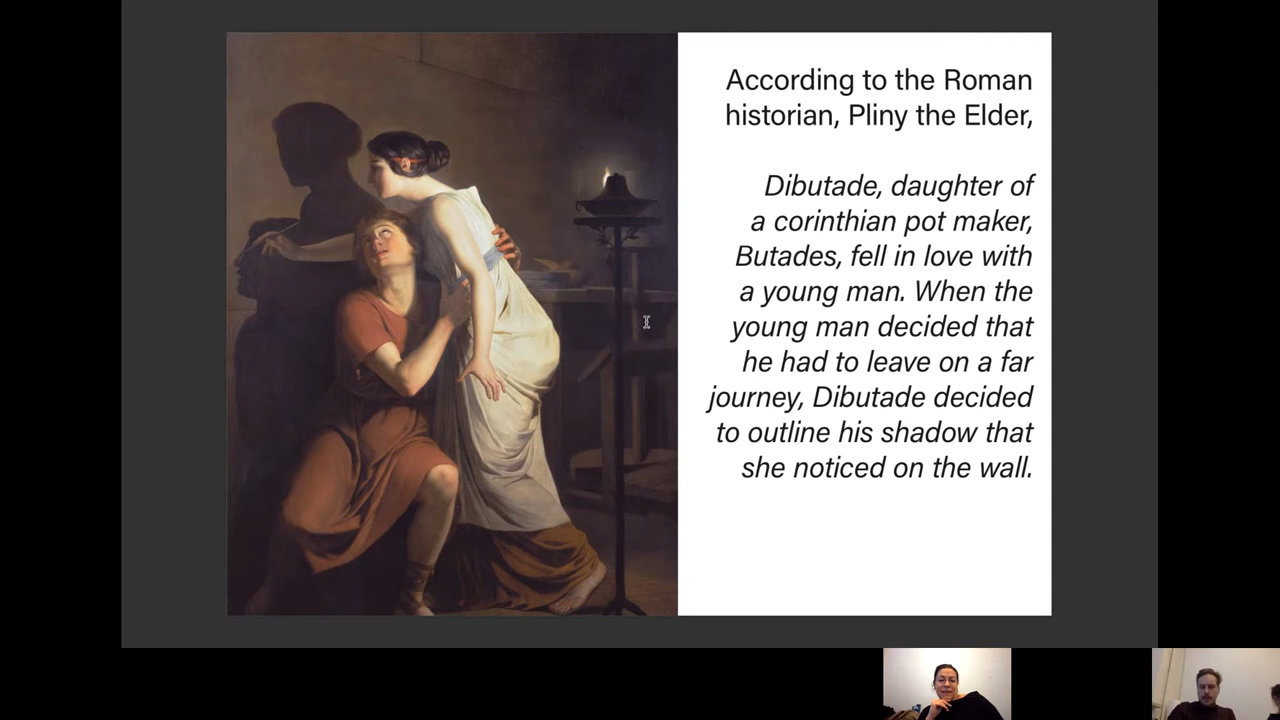 According to the Roman
historian, Pliny the Elder,
Dibutade, daughter of
a corinthian pot maker,
Butades, fell in love with
a young man. When the
young man decided that
he had to leave on a far
journey, Dibutade decided
to outline his shadow that
she noticed on the wall.